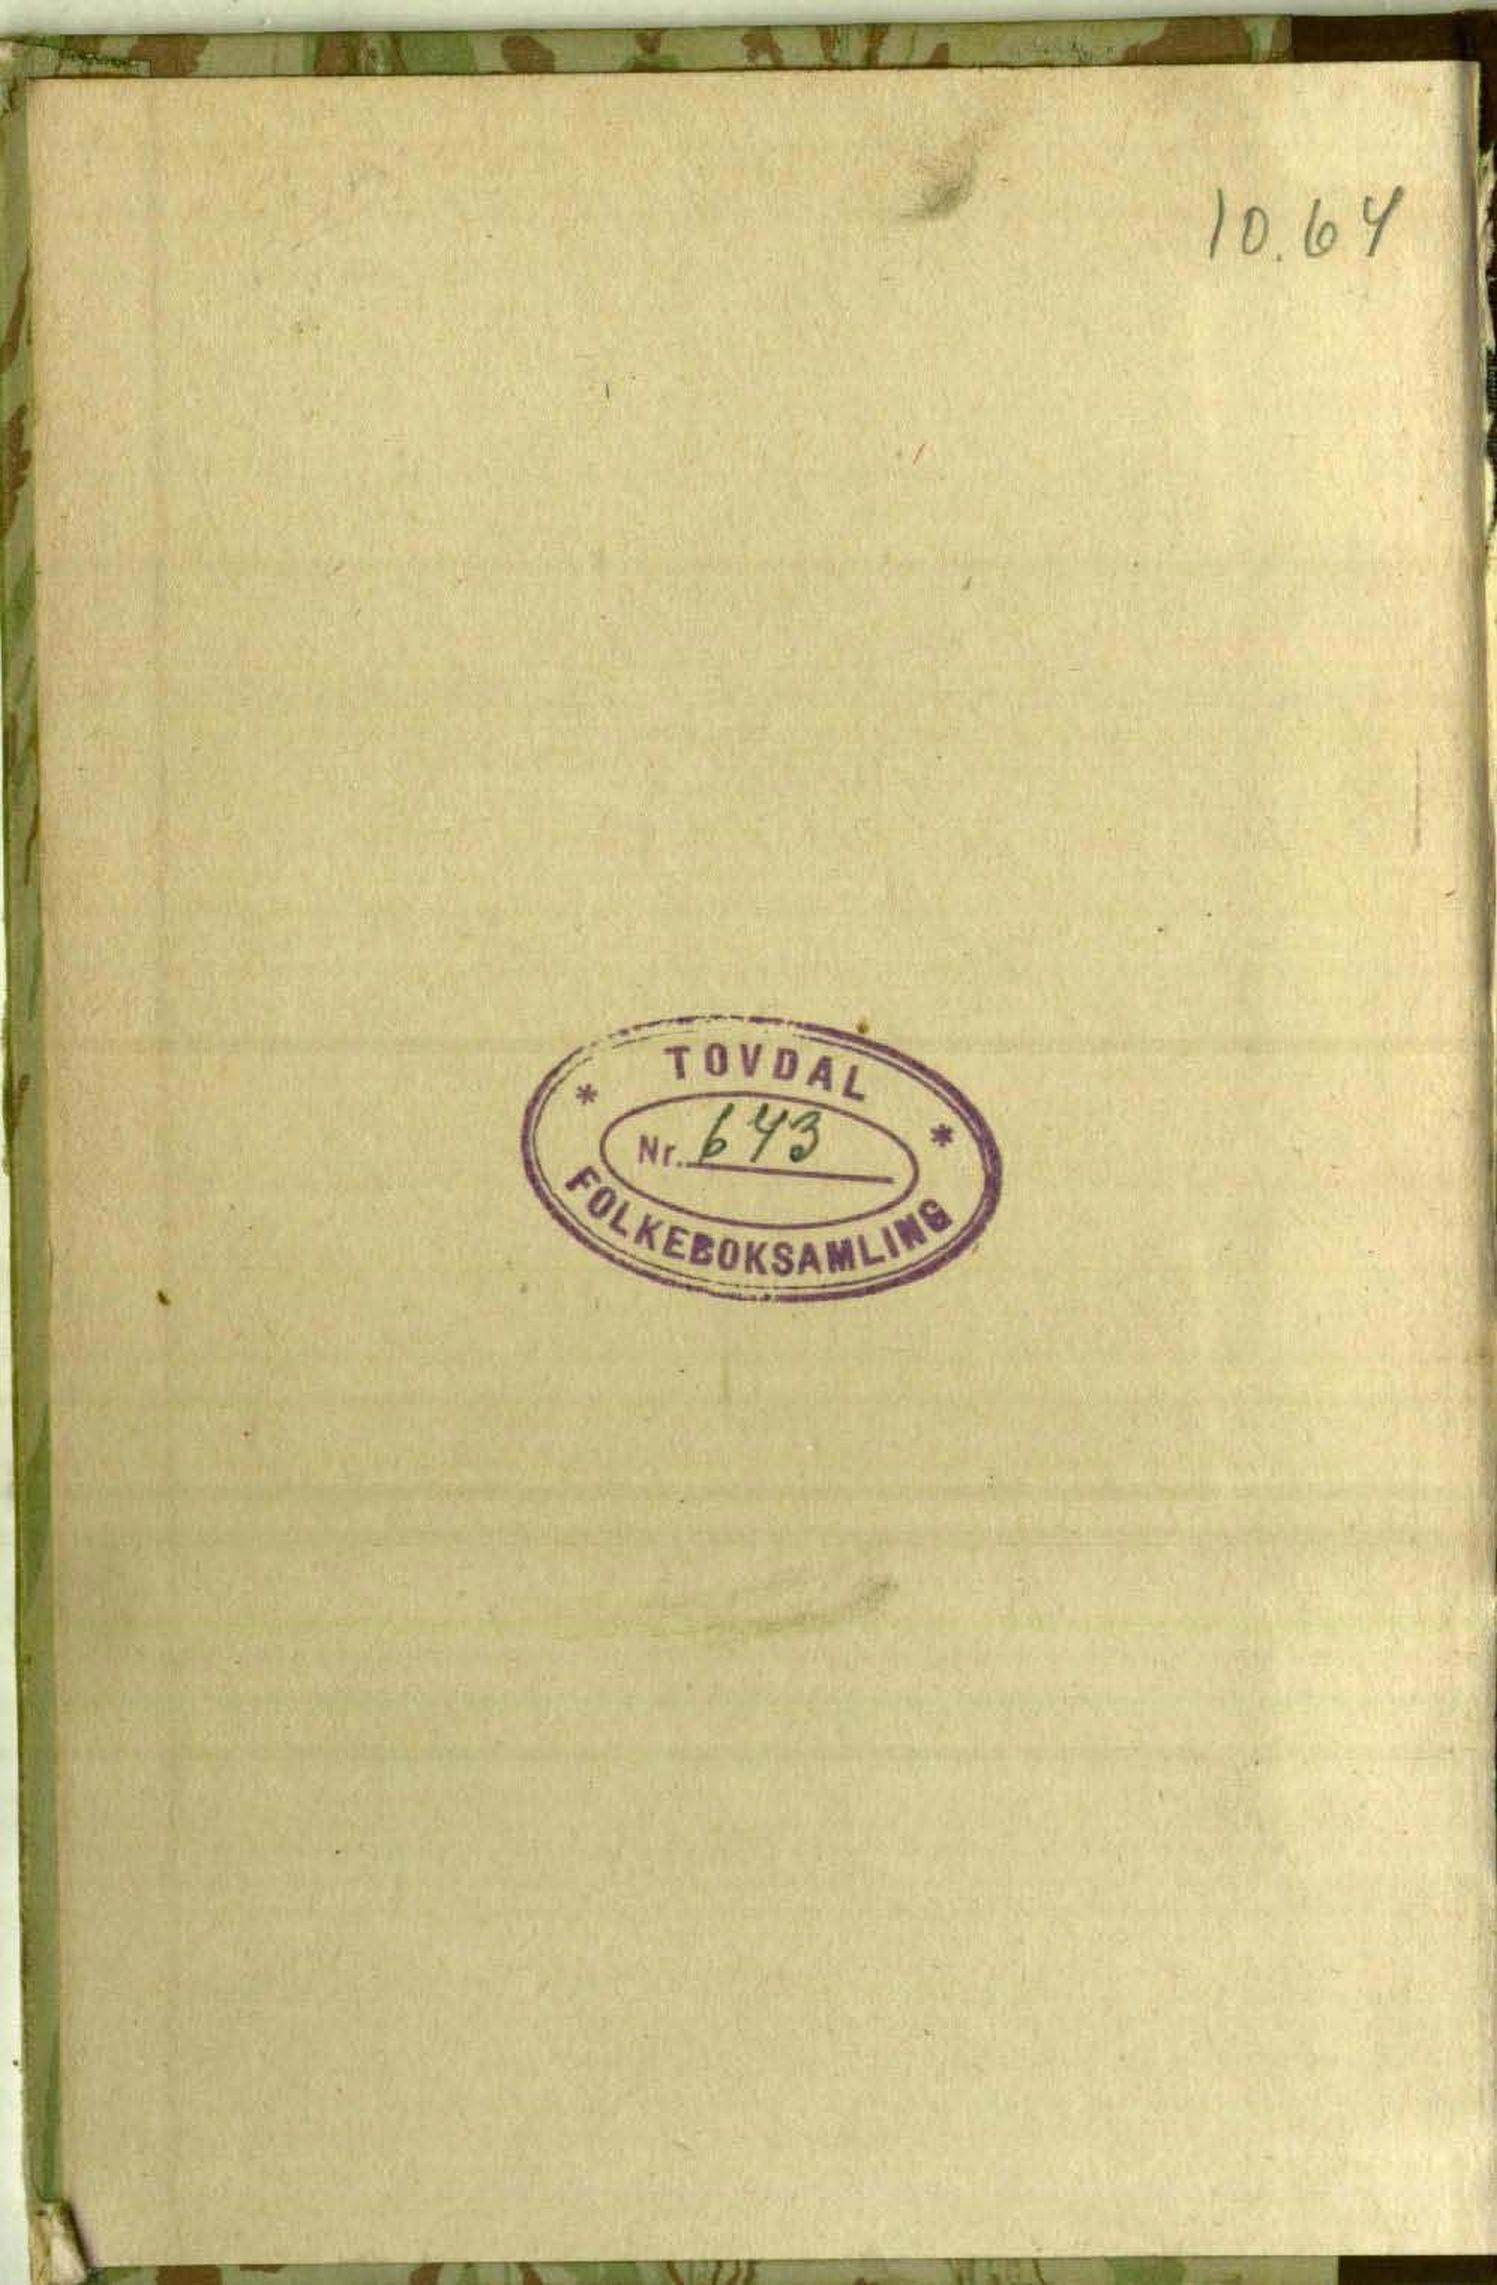 10.64
TOVDAL
Nr. 643
FOLKEBOKSAMLING